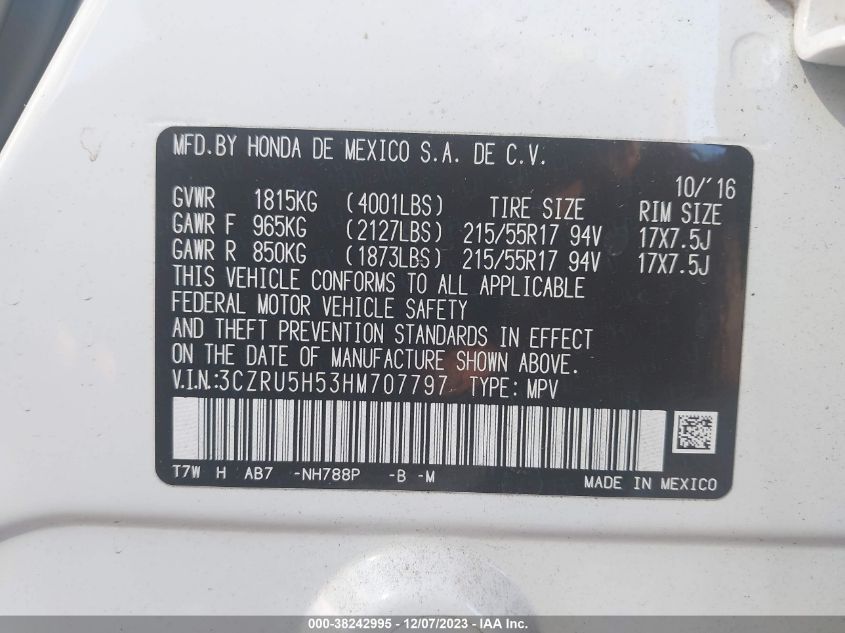 MFD.BY HONDA DE MEXICO S.A. DE C.V.
10/'16
GVWR 1815KG (4001LBS) TIRE SIZE RIM SIZE
GAWR F 965KG (2127LBS) 215/55R17 94V 17X7.5J
GAWR R 850KG (1873LBS) 215/55R17 94V 17X7.5J
THIS VEHICLE CONFORMS TO ALL APPLICABLE
FEDERAL MOTOR VEHICLE SAFETY
AND THEFT PREVENTION STANDARDS IN EFFECT
ON THE DATE OF MANUFACTURE SHOWN ABOVE.
V.I.N.:3CZRU5H53HM707797 TYPE: MPV
T7W H AB7 -NH788P -B -M
MADE IN MEXICO
000-38242995 - 12/07/2023 - IAA Inc.